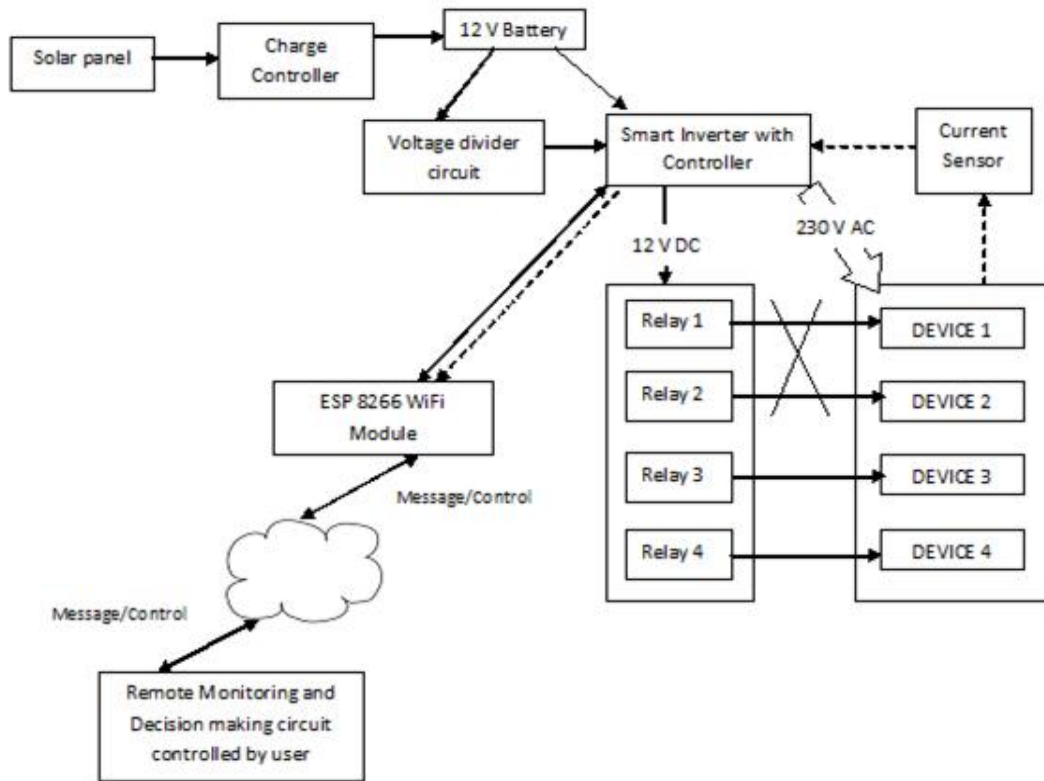 Solar panel
Charge
Controller
12 V Battery
Voltage divider
circuit
Smart Inverter with
Controller
Current
Sensor
12 V DC
230 V AC
Relay 1
DEVICE 1
Relay 2
DEVICE 2
Relay 3
DEVICE 3
Relay 4
DEVICE 4
ESP 8266 WiFi
Module
Message/Control
Message/Control
Remote Monitoring and
Decision making circuit
controlled by user